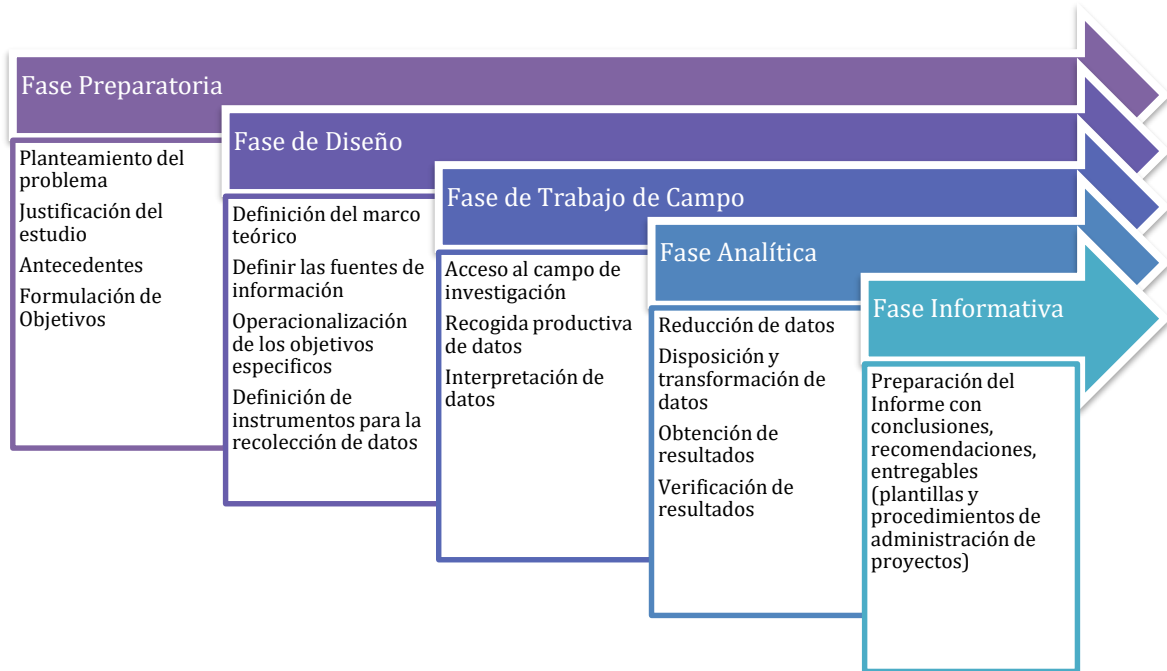 Fase Preparatoria
Planteamiento del
problema
Justificación del
estudio
Antecedentes
Formulación de
Objetivos
Fase de Diseño
Definición del marco
teórico
Definir las fuentes de
información
Operacionalización
de los objetivos
especificos
Definición de
instrumentos para la
recolección de datos
Fase de Trabajo de Campo
Acceso al campo de
investigación
Recogida productiva
de datos
Interpretación de
datos
Fase Analítica
Reducción de datos
Disposición y
transformación de
datos
Obtención de
resultados
Verificación de
resultados
Fase Informativa
Preparación del
Informe con
conclusiones,
recomendaciones,
entregables
(plantillas y
procedimientos de
administración de
proyectos)